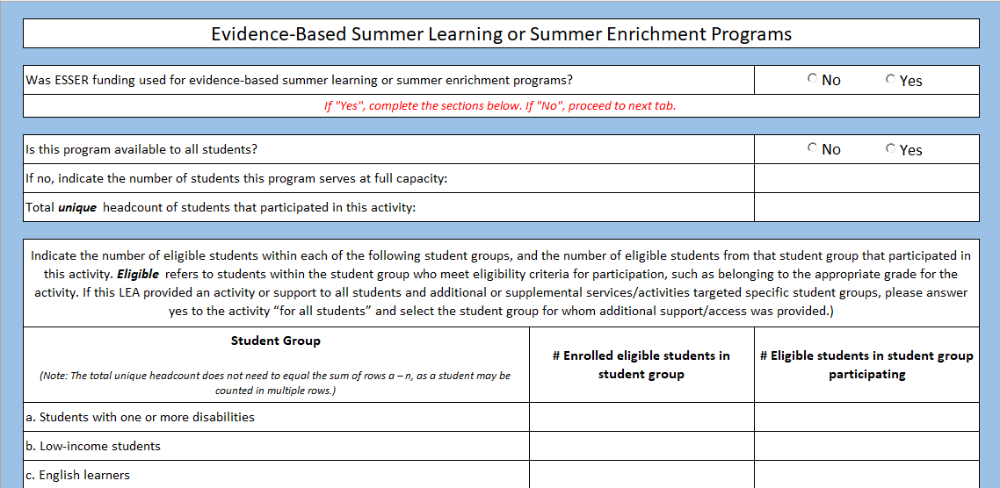 Evidence-Based Summer Learning or Summer Enrichment Programs
Was ESSER funding used for evidence-based summer learning or summer enrichment programs?
No Yes
If "Yes", complete the sections below. If "No", proceed to next tab.
Is this program available to all students?
No Yes
If no, indicate the number of students this program serves at full capacity:
Total unique headcount of students that participated in this activity:
Indicate the number of eligible students within each of the following student groups, and the number of eligible students from that student group that participated in
this activity. Eligible refers to students within the student group who meet eligibility criteria for participation, such as belonging to the appropriate grade for the
activity. If this LEA provided an activity or support to all students and additional or supplemental services/activities targeted specific student groups, please answer
yes to the activity “for all students” and select the student group for whom additional support/access was provided.)
Student Group
(Note: The total unique headcount does not need to equal the sum of rows a – n, as a student may be
counted in multiple rows.)
# Enrolled eligible students in
student group
# Eligible students in student group
participating
a. Students with one or more disabilities
b. Low-income students
c. English learners